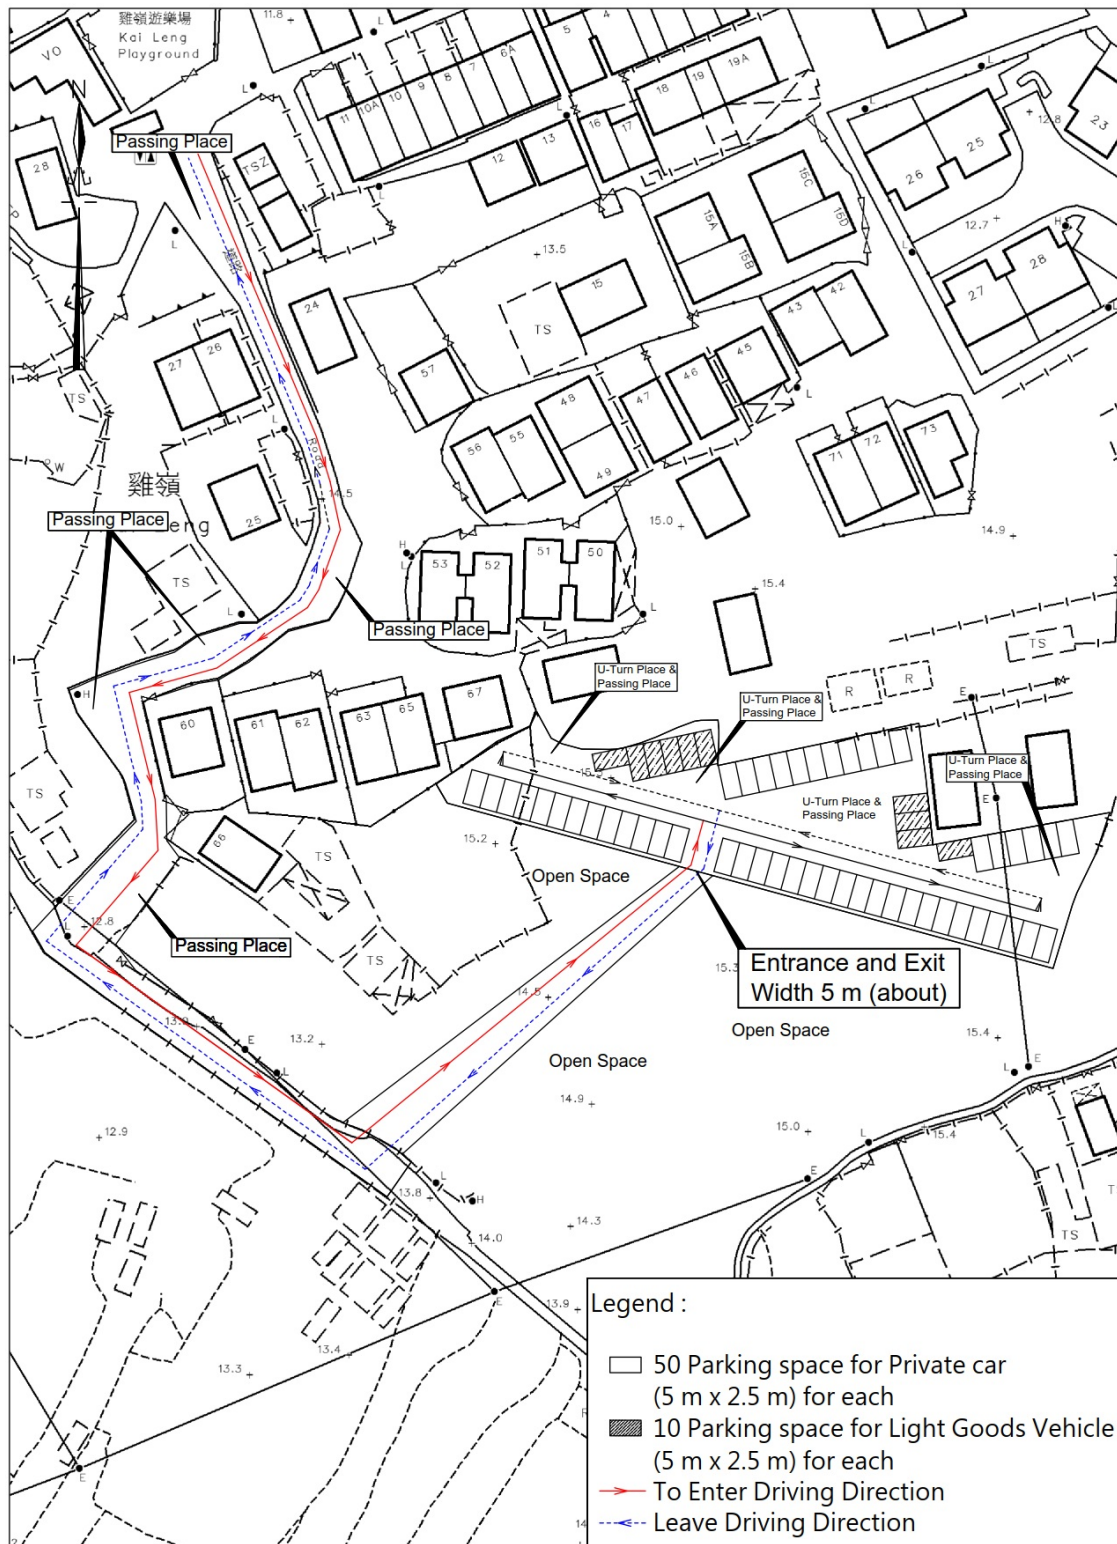 雞嶺遊樂場
Kai Leng
Playground
11.8
VO
N
L
Passing Place
28
TSZ
L
11
10A
10
9
8
7
6A
5
4
L
18
19
19A
L
L
12
13
16
17
25
26
12.8
23
15A
15B
15C
15D
13.5
12.7
H
L
27
28
L
24
TS
15
43
42
27
26
57
45
46
47
48
49
L
TS
L
56
55
71
72
73
雞嶺
25
Road
14.5
15.0
14.9
Passing Place
eng
TS
H
L
53
52
51
50
15.4
L
L
Passing Place
TS
R
R
E
H
60
61
62
63
65
67
U-Turn Place &
Passing Place
U-Turn Place &
Passing Place
U-Turn Place &
Passing Place
E
U-Turn Place &
Passing Place
TS
66
TS
15.2
Open Space
E
L
12.8
Passing Place
TS
15.3
Entrance and Exit
Width 5 m (about)
14.5
Open Space
13.2
E
L
Open Space
15.4
L
E
14.9
12.9
15.0
L
15.4
E
13.8
L
H
14.3
14.0
TS
E
13.9
13.4
13.3
E
Legend :
50 Parking space for Private car
(5 m x 2.5 m) for each
10 Parking space for Light Goods Vehicle
(5 m x 2.5 m) for each
To Enter Driving Direction
Leave Driving Direction